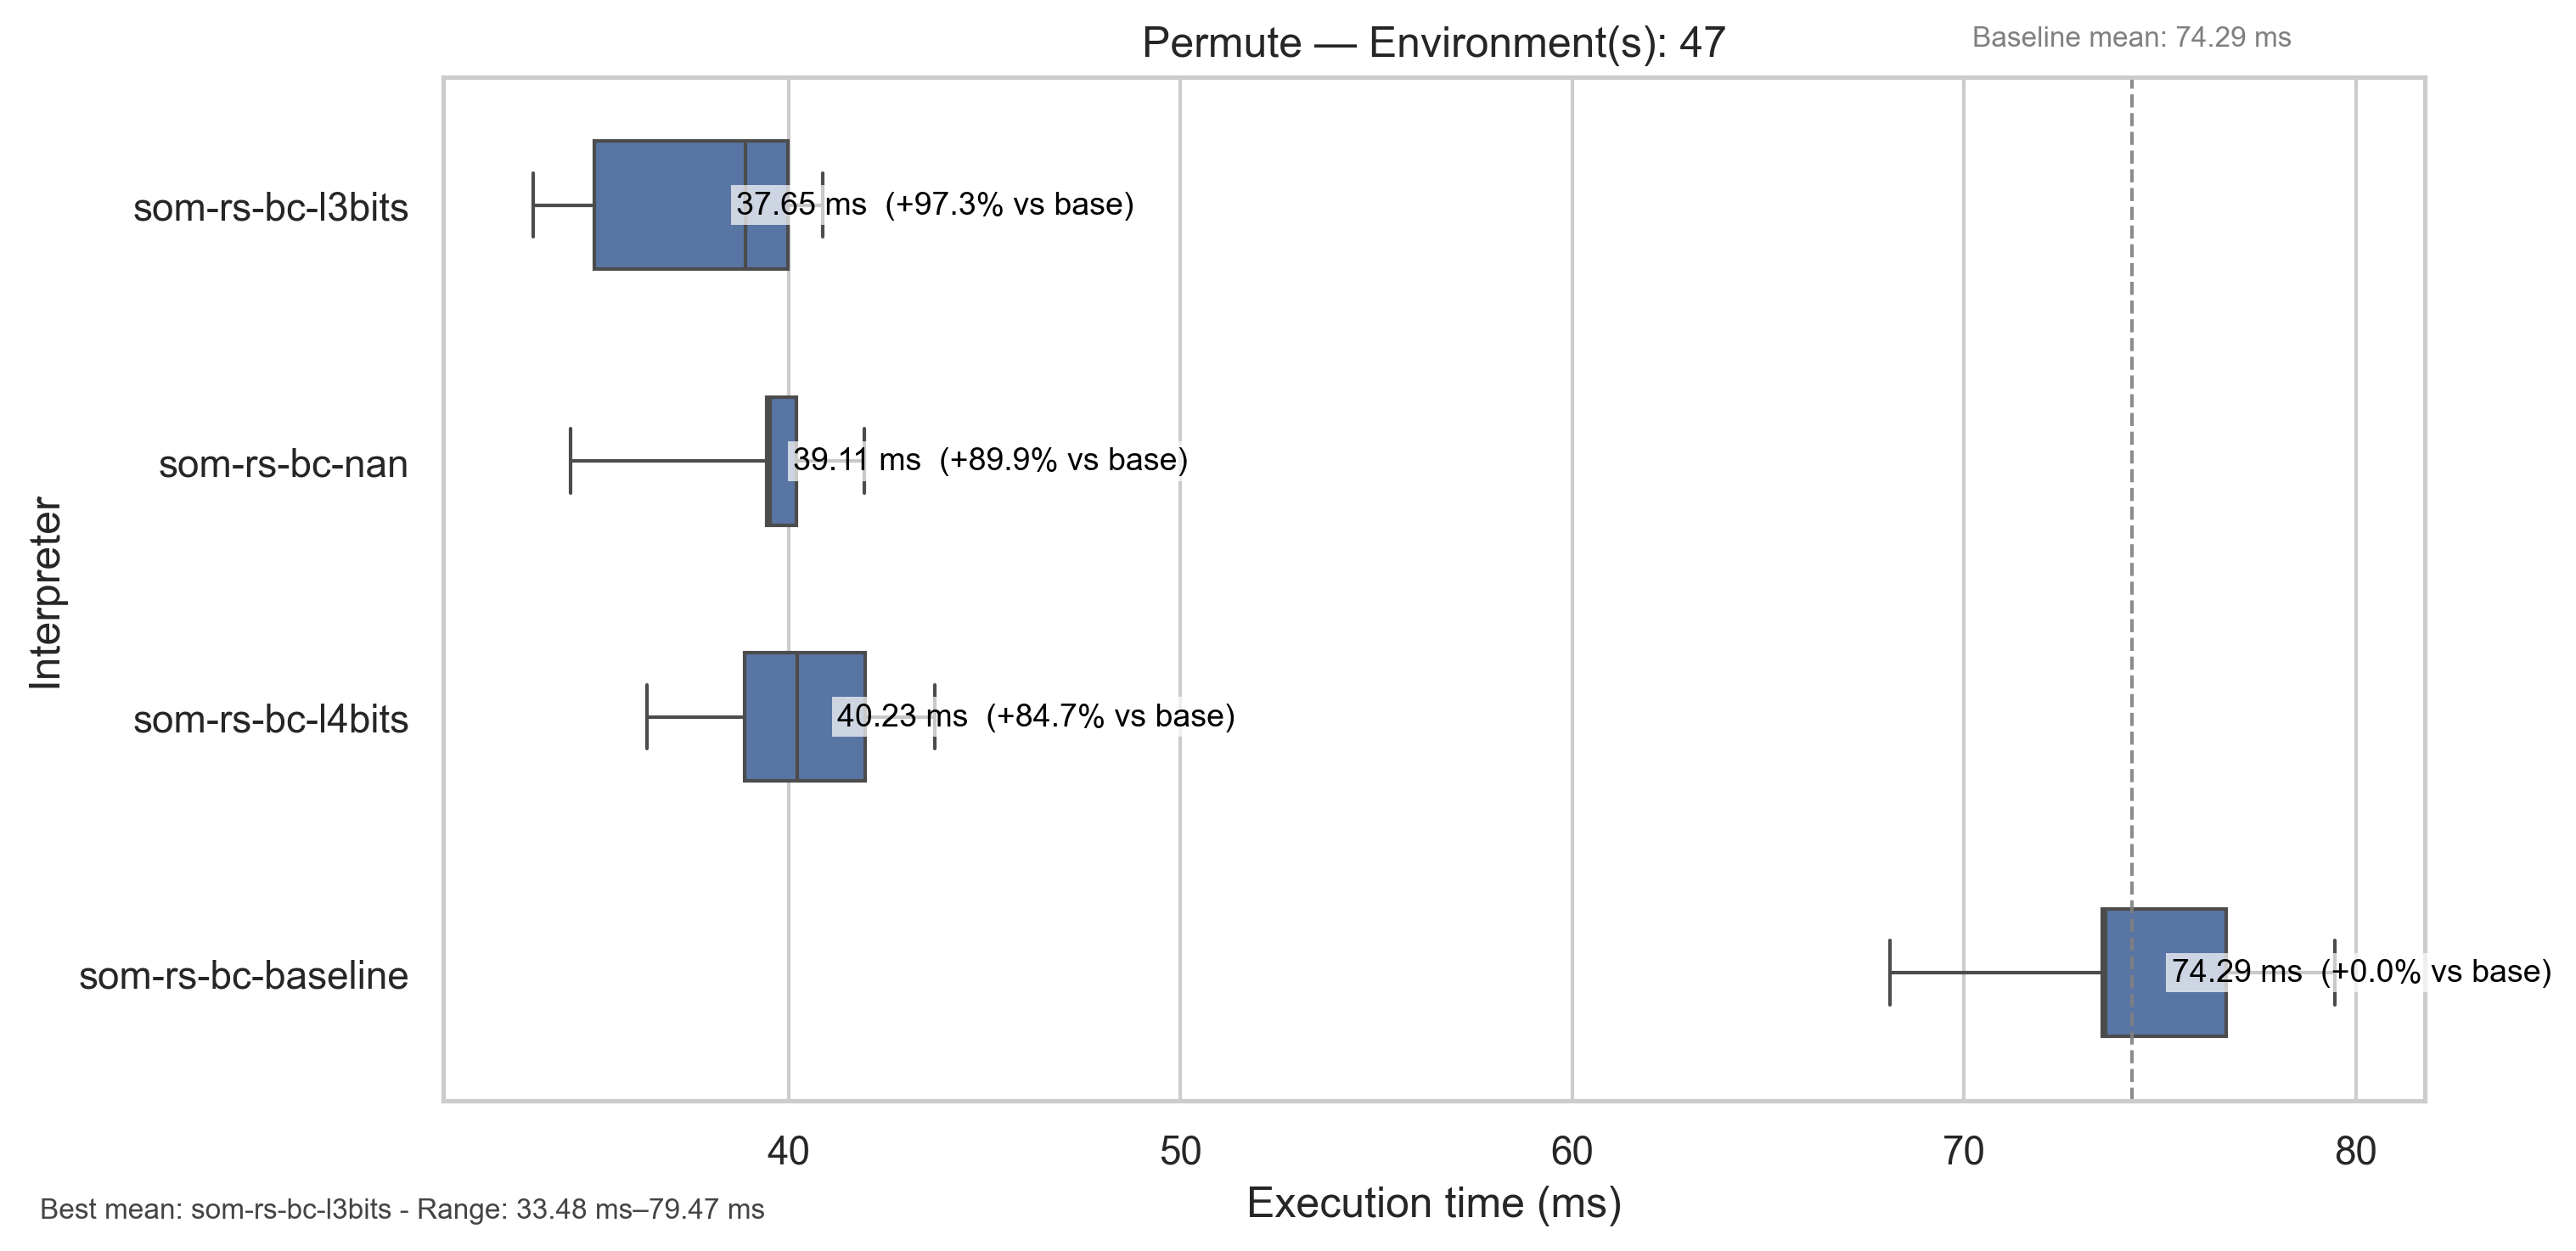 Permute — Environment(s): 47
Baseline mean: 74.29 ms
Interpreter
som-rs-bc-l3bits
37.65 ms  (+97.3% vs base)
som-rs-bc-nan
39.11 ms  (+89.9% vs base)
som-rs-bc-l4bits
40.23 ms  (+84.7% vs base)
som-rs-bc-baseline
74.29 ms  (+0.0% vs base)
40 50 60 70 80
Execution time (ms)
Best mean: som-rs-bc-l3bits - Range: 33.48 ms–79.47 ms